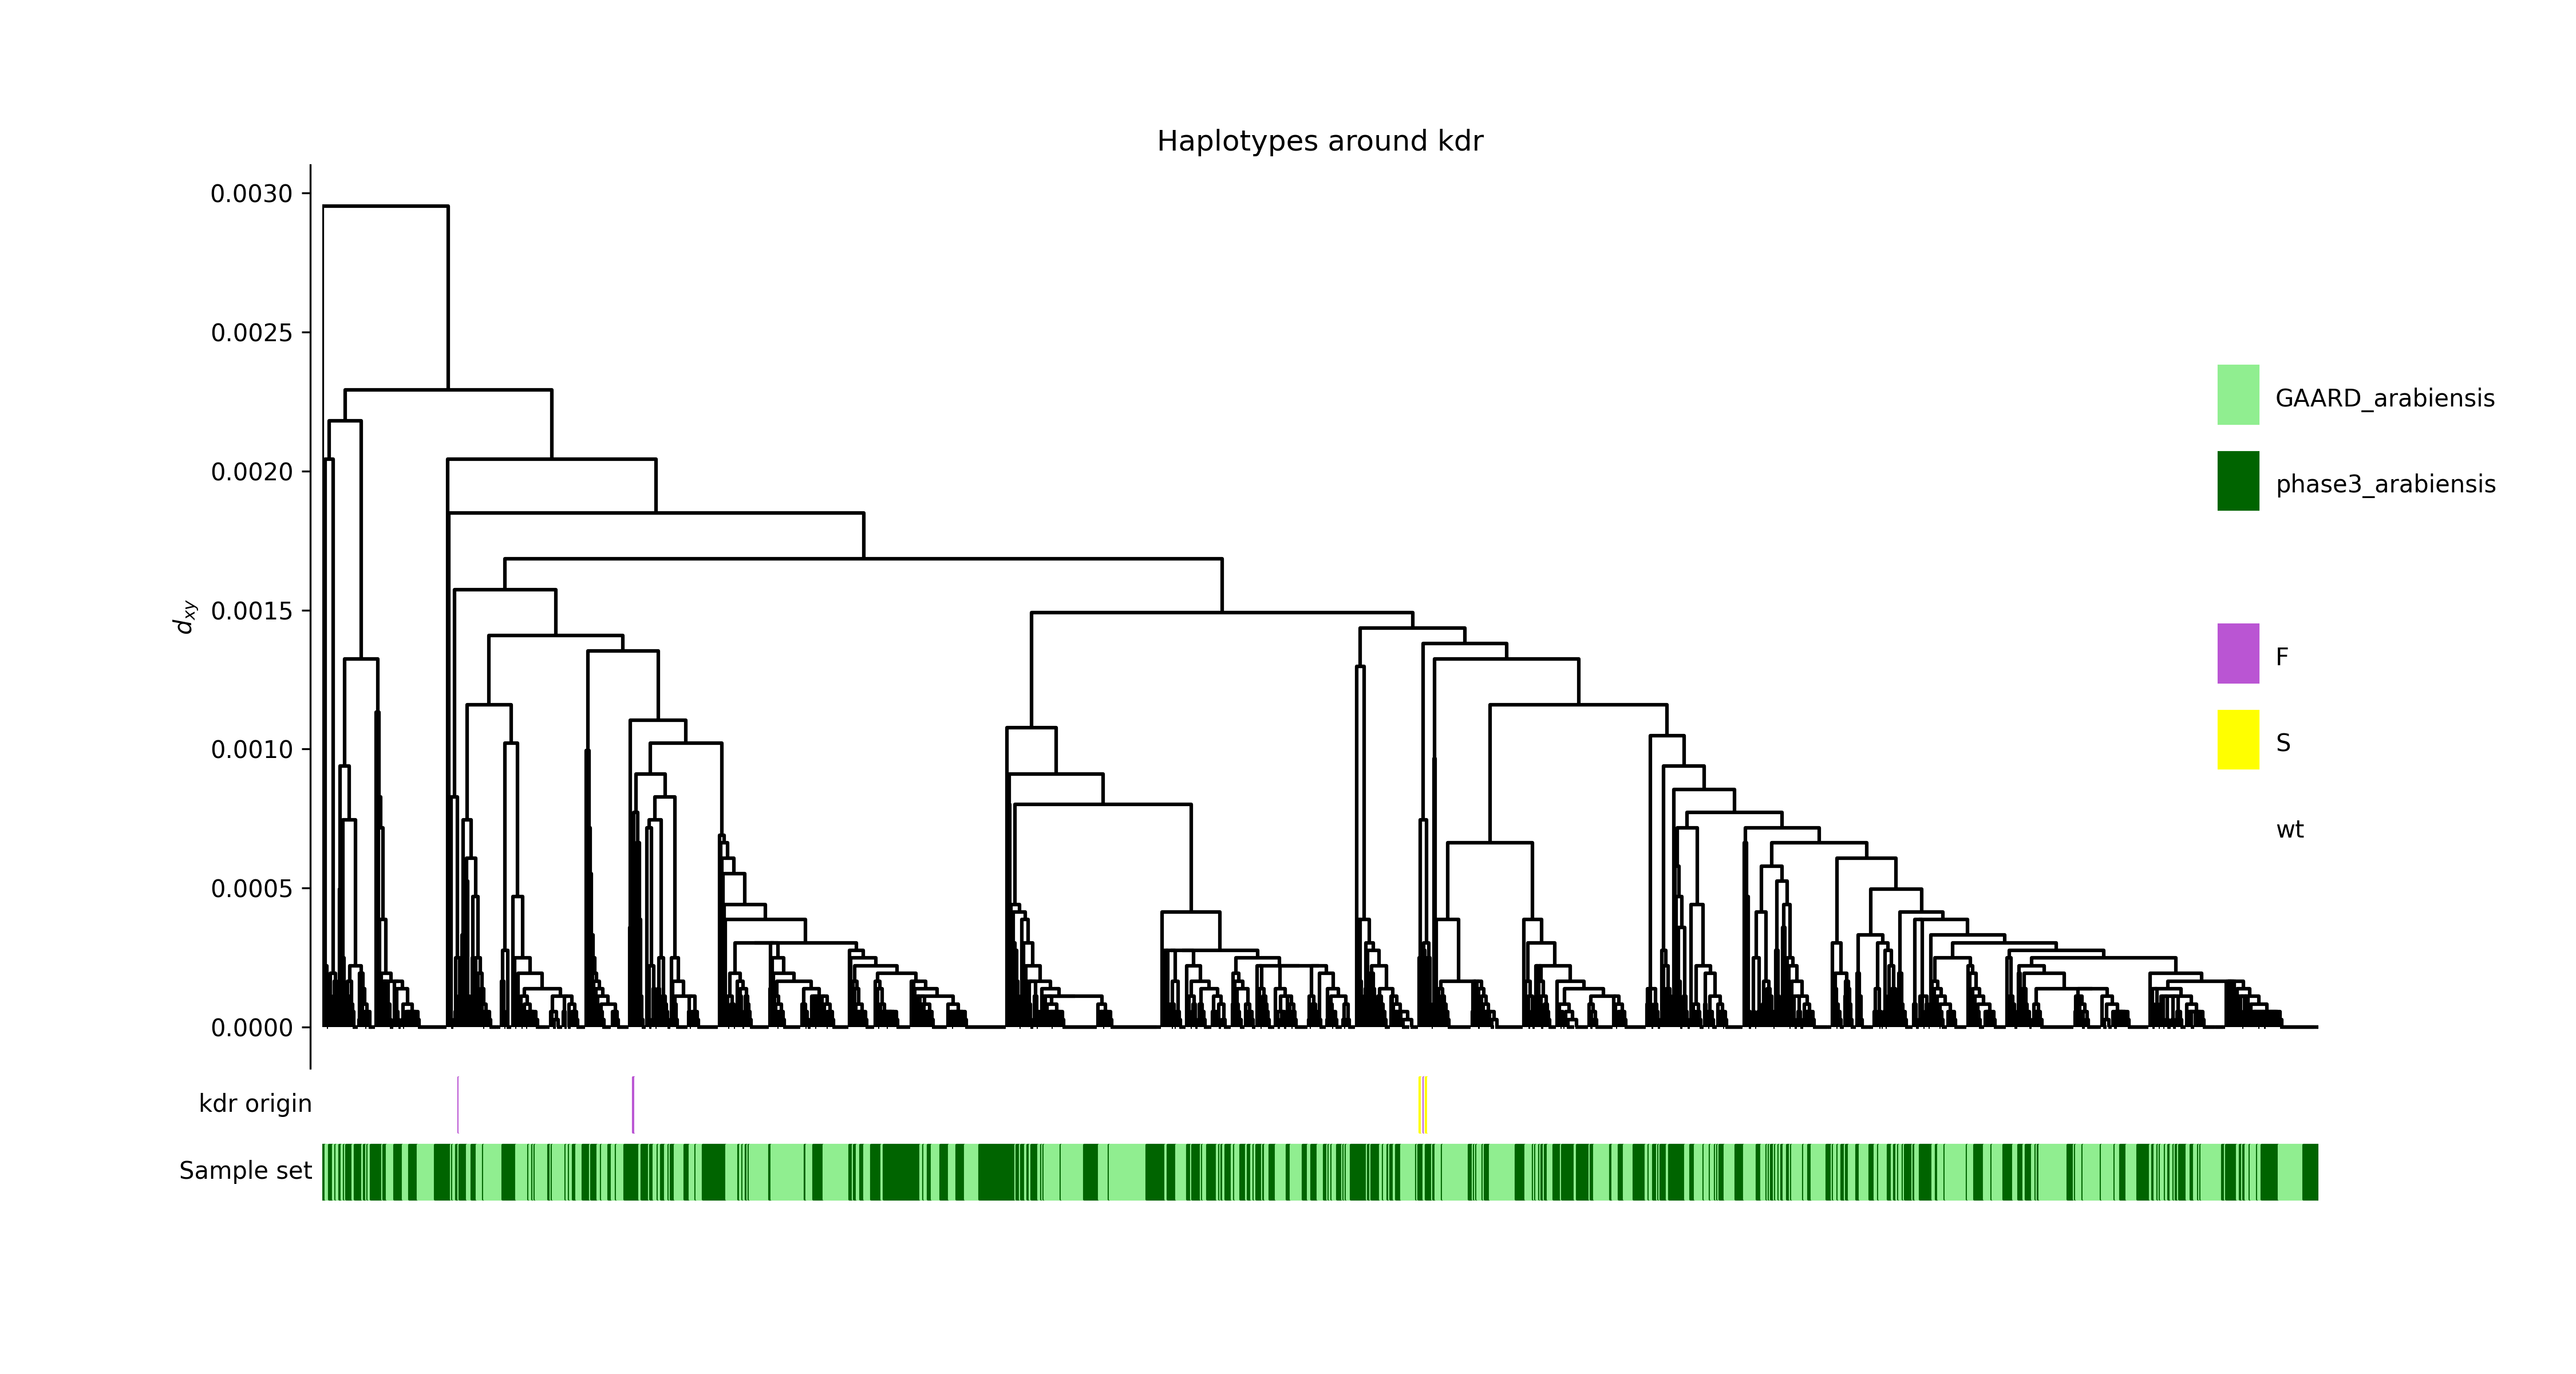 Haplotypes around kdr
0.0030
0.0025
0.0020
0.0015
0.0010
0.0005
0.0000
dxy
GAARD_arabiensis
phase3_arabiensis
F
S
wt
kdr origin
Sample set